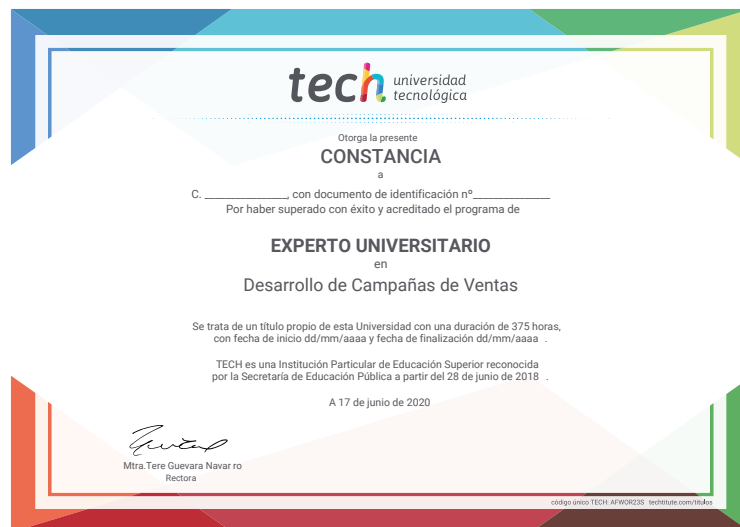 tech universidad
tecnológica
Otorga la presente
CONSTANCIA
a
C. ______________, con documento de identificación nº______________
Por haber superado con éxito y acreditado el programa de
EXPERTO UNIVERSITARIO
en
Desarrollo de Campañas de Ventas
Se trata de un título propio de esta Universidad con una duración de 375 horas,
con fecha de inicio dd/mm/aaaa y fecha de finalización dd/mm/aaaa .
TECH es una Institución Particular de Educación Superior reconocida
por la Secretaría de Educación Pública a partir del 28 de junio de 2018 .
A 17 de junio de 2020
Mtra.Tere Guevara Navar ro
Rectora
código único TECH: AFWOR23S techtitute.com/titulos